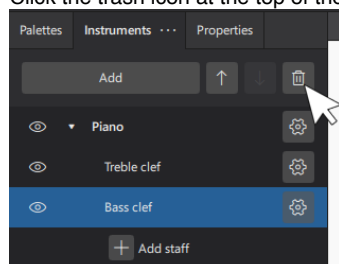 Click the trash icon at the top of the
Palettes Instruments ··· Properties
Add
Piano
Treble clef
Bass clef
Add staff